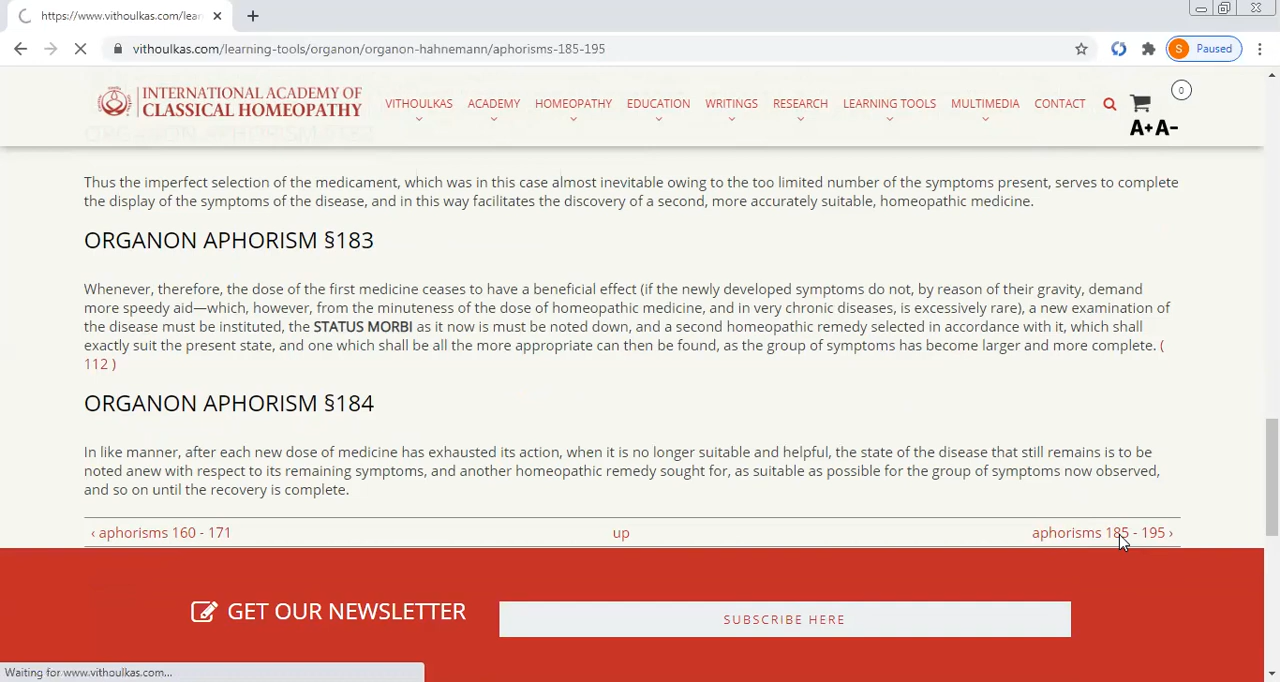 https://www.vithoulkas.com/lear
vithoulkas.com/learning-tools/organon/organon-hahnemann/aphorisms-185-195
S Paused
INTERNATIONAL ACADEMY OF
CLASSICAL HOMEOPATHY
VITHOULKAS ACADEMY HOMEOPATHY EDUCATION WRITINGS RESEARCH LEARNING TOOLS MULTIMEDIA CONTACT
0
A+A-
Thus the imperfect selection of the medicament, which was in this case almost inevitable owing to the too limited number of the symptoms present, serves to complete
the display of the symptoms of the disease, and in this way facilitates the discovery of a second, more accurately suitable, homeopathic medicine.
ORGANON APHORISM §183
Whenever, therefore, the dose of the first medicine ceases to have a beneficial effect (if the newly developed symptoms do not, by reason of their gravity, demand
more speedy aid—which, however, from the minuteness of the dose of homeopathic medicine, and in very chronic diseases, is excessively rare), a new examination of
the disease must be instituted, the STATUS MORBI as it now is must be noted down, and a second homeopathic remedy selected in accordance with it, which shall
exactly suit the present state, and one which shall be all the more appropriate can then be found, as the group of symptoms has become larger and more complete. (
112 )
ORGANON APHORISM §184
In like manner, after each new dose of medicine has exhausted its action, when it is no longer suitable and helpful, the state of the disease that still remains is to be
noted anew with respect to its remaining symptoms, and another homeopathic remedy sought for, as suitable as possible for the group of symptoms now observed,
and so on until the recovery is complete.
‹ aphorisms 160 - 171 up aphorisms 185 - 195 ›
GET OUR NEWSLETTER
SUBSCRIBE HERE
Waiting for www.vithoulkas.com...